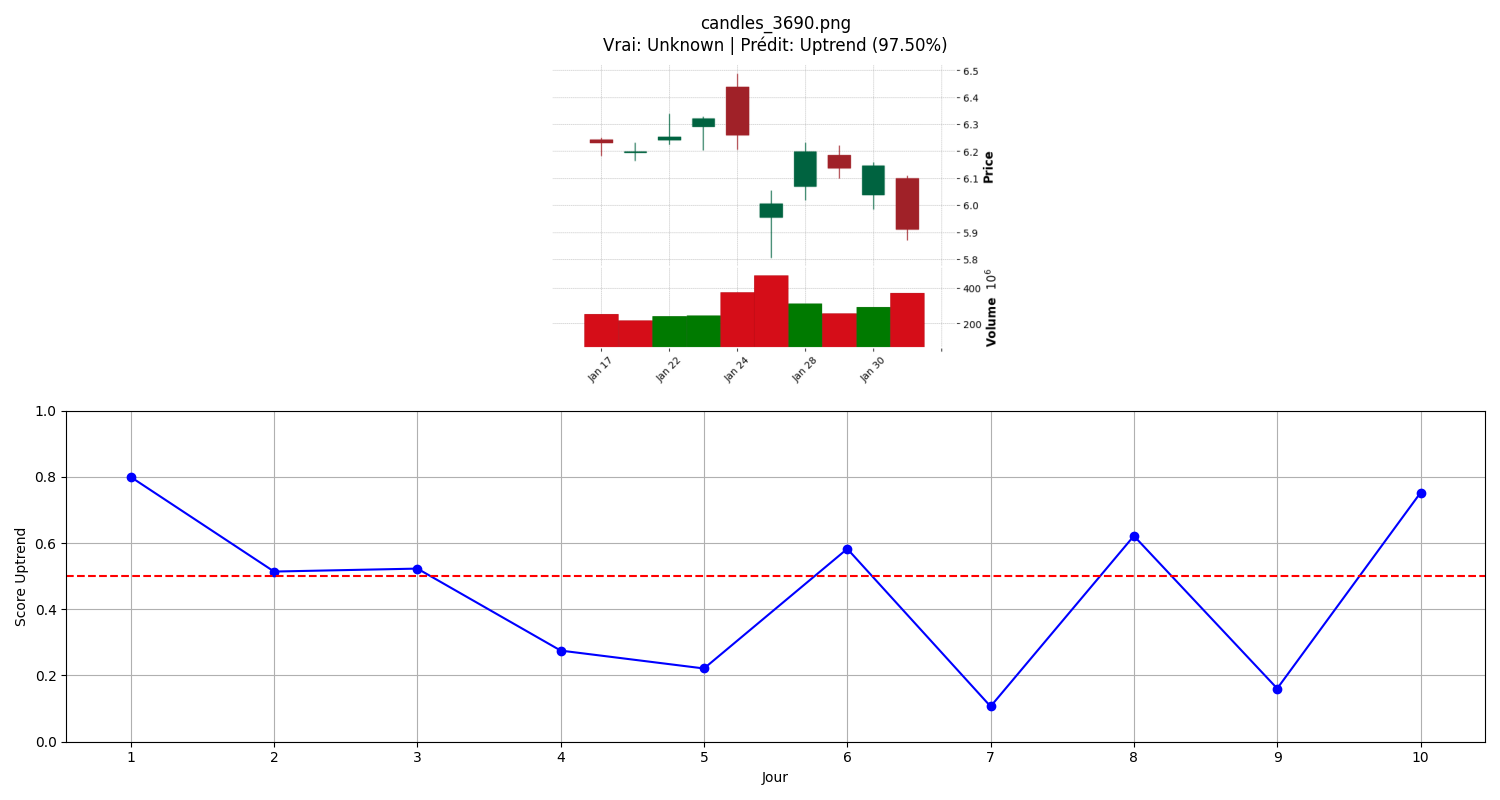 candles_3690.png
Vrai: Unknown | Prédit: Uptrend (97.50%)
6.5
6.4
6.3
6.2
6.1
6.0
5.9
5.8
Price
400
200
Volume 10^6
Jan 17
Jan 22
Jan 24
Jan 28
Jan 30
1.0
0.8
0.6
0.4
0.2
0.0
Score Uptrend
1 2 3 4 5 6 7 8 9 10
Jour